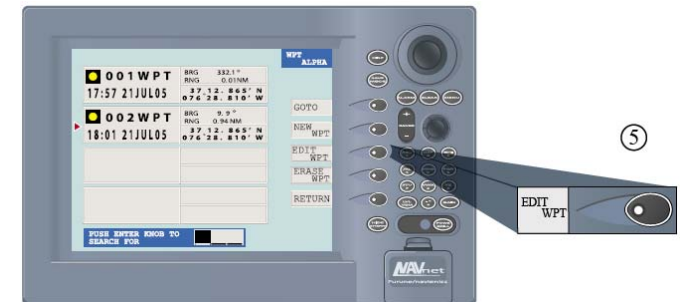 WPT
ALPHA
001WPT
BRG 332.1°
RNG 0.01NM
17:57 21JUL05
37° 12. 865' N
076° 28. 810' W
002WPT
BRG 9. 9°
RNG 0.94 NM
18:01 21JUL05
37° 12. 865' N
076° 28. 810' W
GOTO
NEW
WPT
EDIT
WPT
ERASE
WPT
RETURN
PUSH ENTER KNOB TO
SEARCH FOR
5
EDIT
WPT
NAVnet